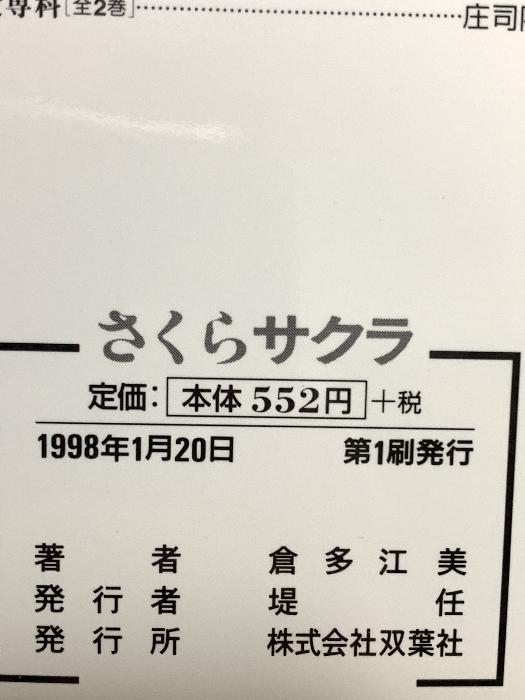 専科[全2巻]……………………………庄司
さくらサクラ
定価：本体552円＋税
1998年1月20日 第1刷発行
著者 倉多江美
発行者 堤任
発行所 株式会社双葉社